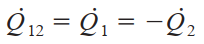 Q̇₁₂ = Q̇₁ = −Q̇₂